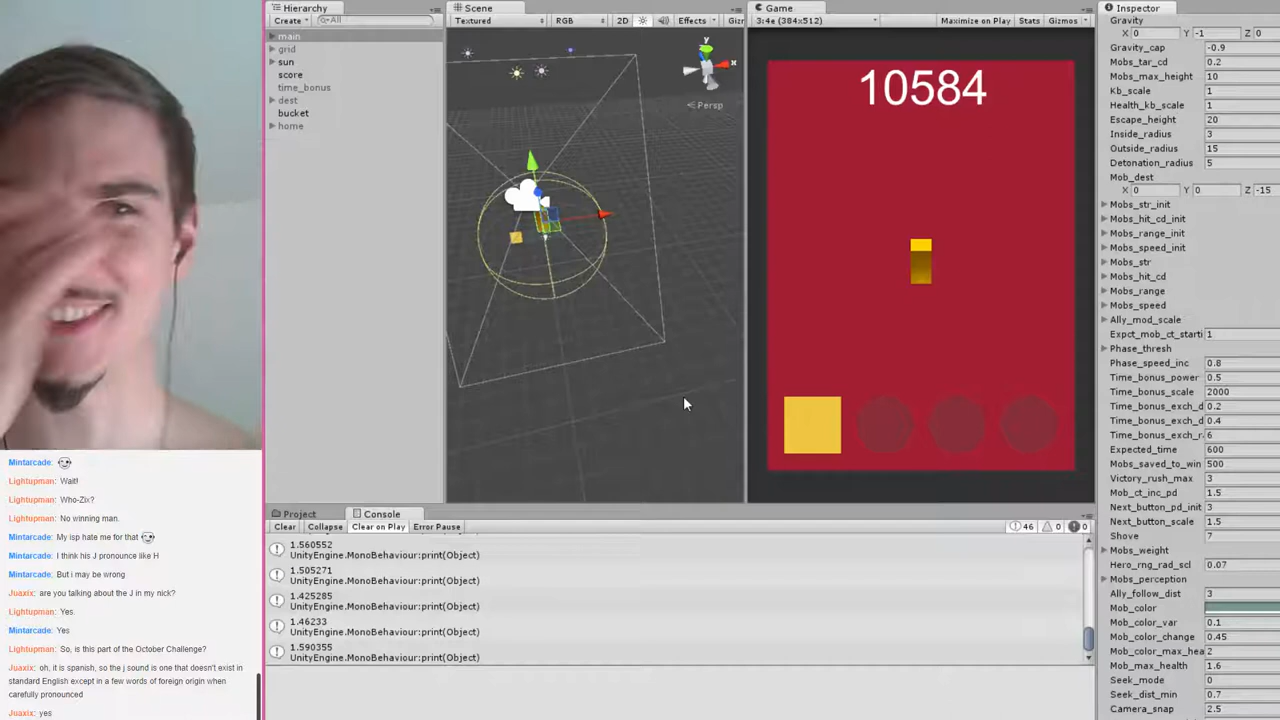 Hierarchy
Create
All
main
grid
sun
score
time_bonus
dest
bucket
home
Scene
Textured
RGB
2D
Effects
y
x
Persp
Game
3:4e (384x512)
Maximize on Play
Stats
Gizmos
10584
Inspector
Gravity
X 0 Y -1 Z 0
Gravity_cap -0.9
Mobs_tar_cd 0.2
Mobs_max_height 10
Kb_scale 1
Health_kb_scale 1
Escape_height 20
Inside_radius 3
Outside_radius 15
Detonation_radius 5
Mob_dest
X 0 Y 0 Z -15
Mobs_str_init
Mobs_hit_cd_init
Mobs_range_init
Mobs_speed_init
Mobs_str
Mobs_hit_cd
Mobs_range
Mobs_speed
Ally_mod_scale
Expct_mob_ct_starti 1
Phase_thresh
Phase_speed_inc 0.8
Time_bonus_power 0.5
Time_bonus_scale 2000
Time_bonus_exch_d 0.2
Time_bonus_exch_d 0.4
Time_bonus_exch_r 6
Expected_time 600
Mobs_saved_to_win 500
Victory_rush_max 3
Mob_ct_inc_pd 1.5
Next_button_pd_init 3
Next_button_scale 1.5
Shove 7
Mobs_weight
Hero_rng_rad_scl 0.07
Mobs_perception
Ally_follow_dist 3
Mob_color
Mob_color_var 0.1
Mob_color_change 0.45
Mob_color_max_hea 2
Mob_max_health 1.6
Seek_mode 0
Seek_dist_min 0.7
Camera_snap 2.5
Project
Console
Clear
Collapse
Clear on Play
Error Pause
46
0
0
1.560552
UnityEngine.MonoBehaviour:print(Object)
1.505271
UnityEngine.MonoBehaviour:print(Object)
1.425285
UnityEngine.MonoBehaviour:print(Object)
1.46233
UnityEngine.MonoBehaviour:print(Object)
1.590355
UnityEngine.MonoBehaviour:print(Object)
Mintarcade:
Lightupman: Wait!
Lightupman: Who-Zix?
Lightupman: No winning man.
Mintarcade: My isp hate me for that
Mintarcade: I think his J pronounce like H
Mintarcade: But i may be wrong
Juaxix: are you talking about the J in my nick?
Lightupman: Yes.
Mintarcade: Yes
Lightupman: So, is this part of the October Challenge?
Juaxix: oh, it is spanish, so the j sound is one that doesn't exist in
standard English except in a few words of foreign origin when
carefully pronounced
Juaxix: yes